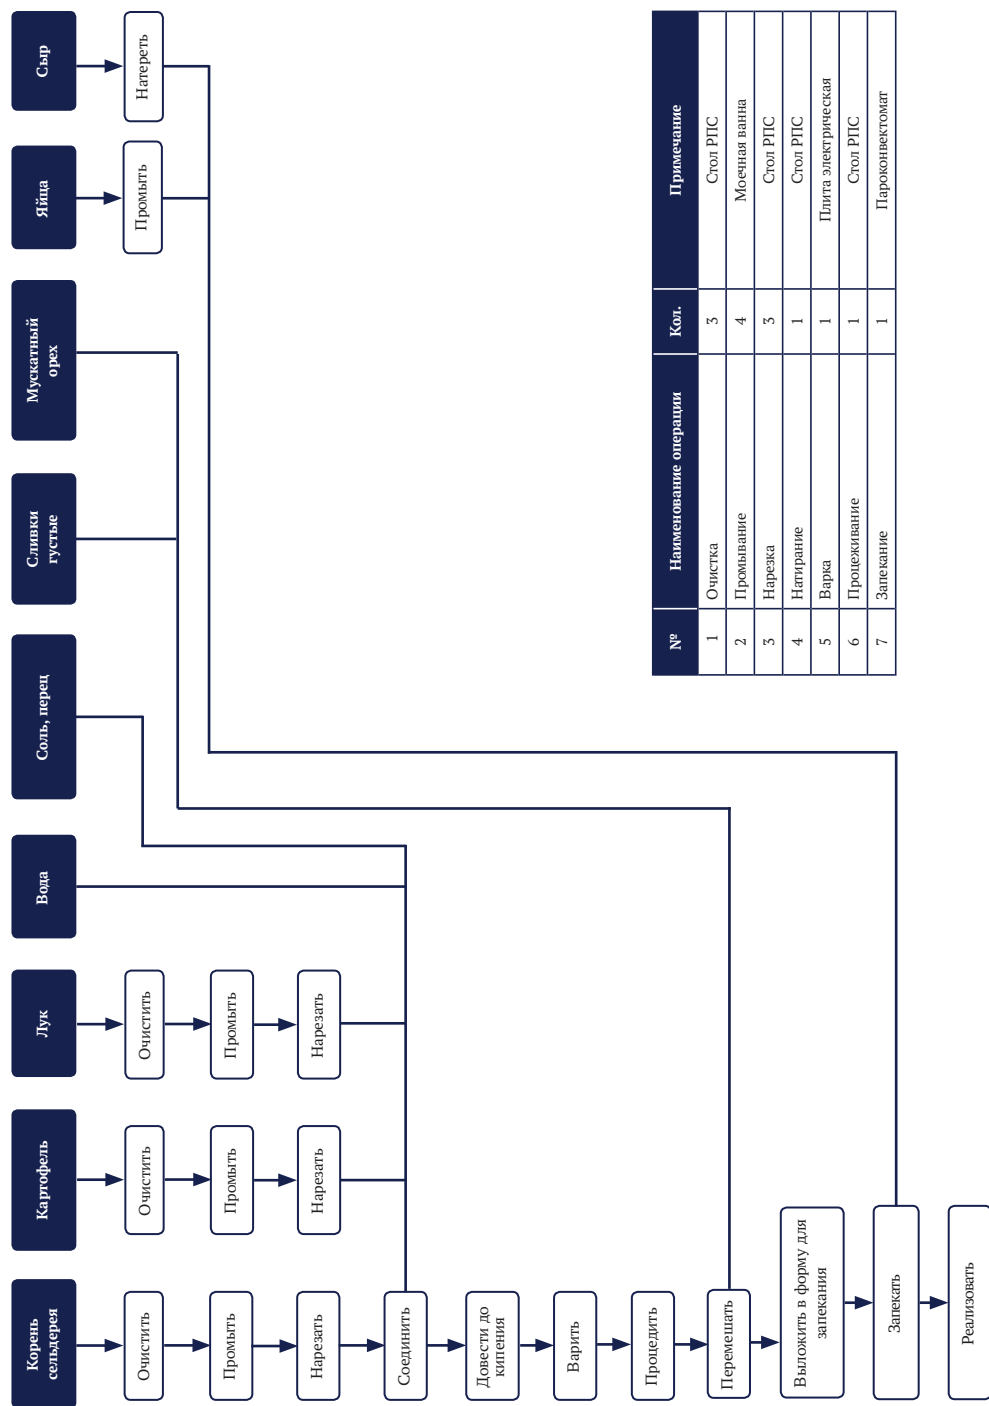 Корень
сельдерея
Картофель
Лук
Вода
Соль, перец
Сливки
густые
Мускатный
орех
Яйца
Сыр
Очистить
Очистить
Очистить
Промыть
Натереть
Промыть
Промыть
Промыть
Нарезать
Нарезать
Нарезать
Соединить
Довести до
кипения
Варить
Процедить
Перемешать
Выложить в форму для
запекания
Запекать
Реализовать
№ Наименование операции Кол. Примечание
1 Очистка 3 Стол РПС
2 Промывание 4 Моечная ванна
3 Нарезка 3 Стол РПС
4 Натирание 1 Стол РПС
5 Варка 1 Плита электрическая
6 Процеживание 1 Стол РПС
7 Запекание 1 Пароконвектомат